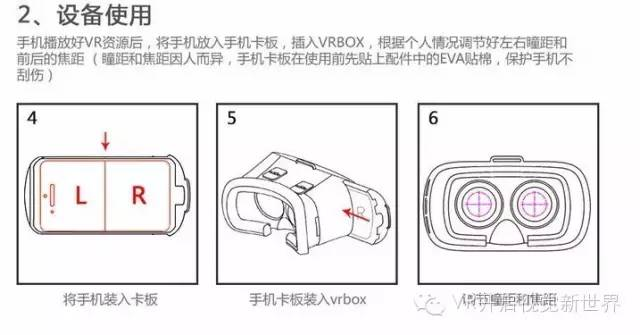 2、设备使用
手机播放好VR资源后，将手机放入手机卡板，插入VRBOX，根据个人情况调节好左右瞳距和
前后的焦距（瞳距和焦距因人而异，手机卡板在使用前先贴上配件中的EVA贴棉，保护手机不
刮伤）
4
5
6
L
R
将手机装入卡板
手机卡板装入vrbox
调节瞳距和焦距
VR开启视觉新世界